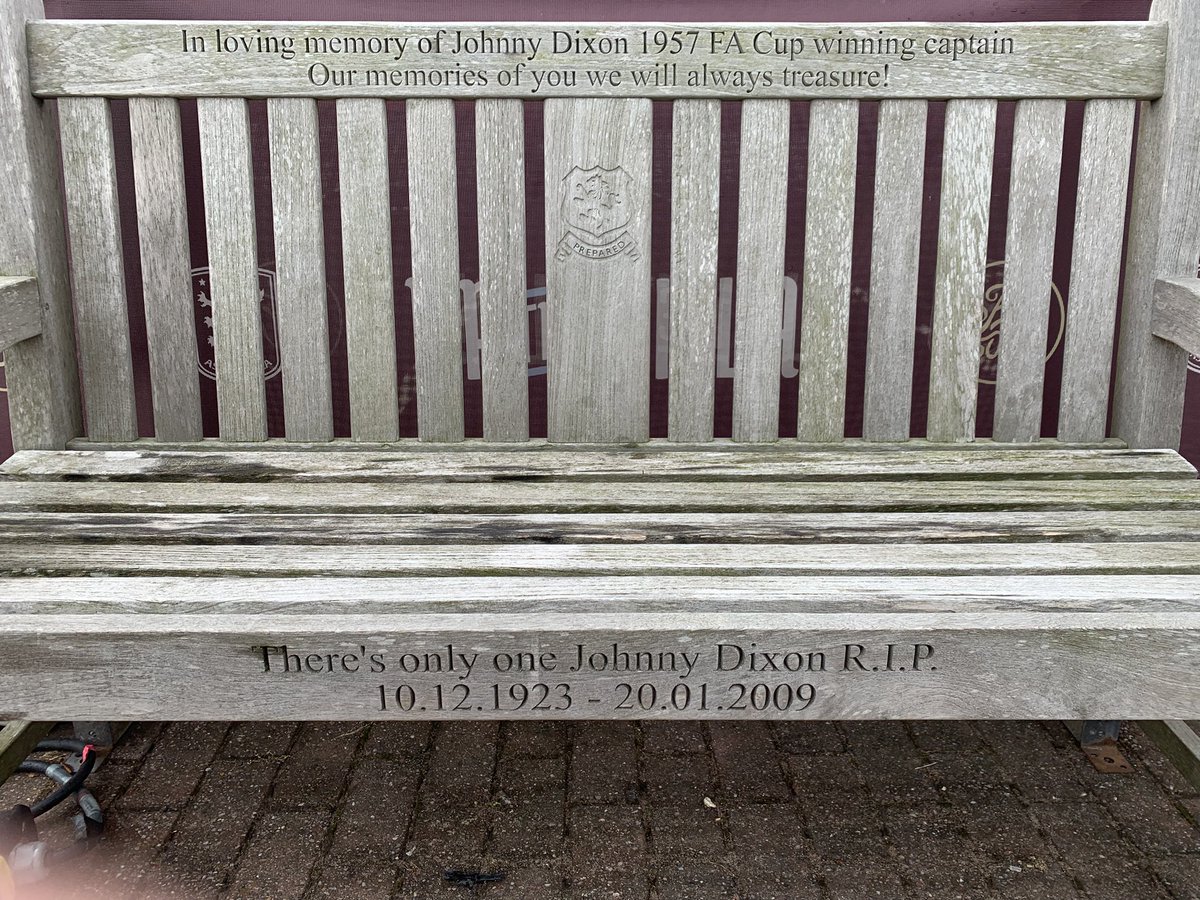 In loving memory of Johnny Dixon 1957 FA Cup winning captain
Our memories of you we will always treasure!
PREPARED
There's only one Johnny Dixon R.I.P.
10.12.1923 - 20.01.2009